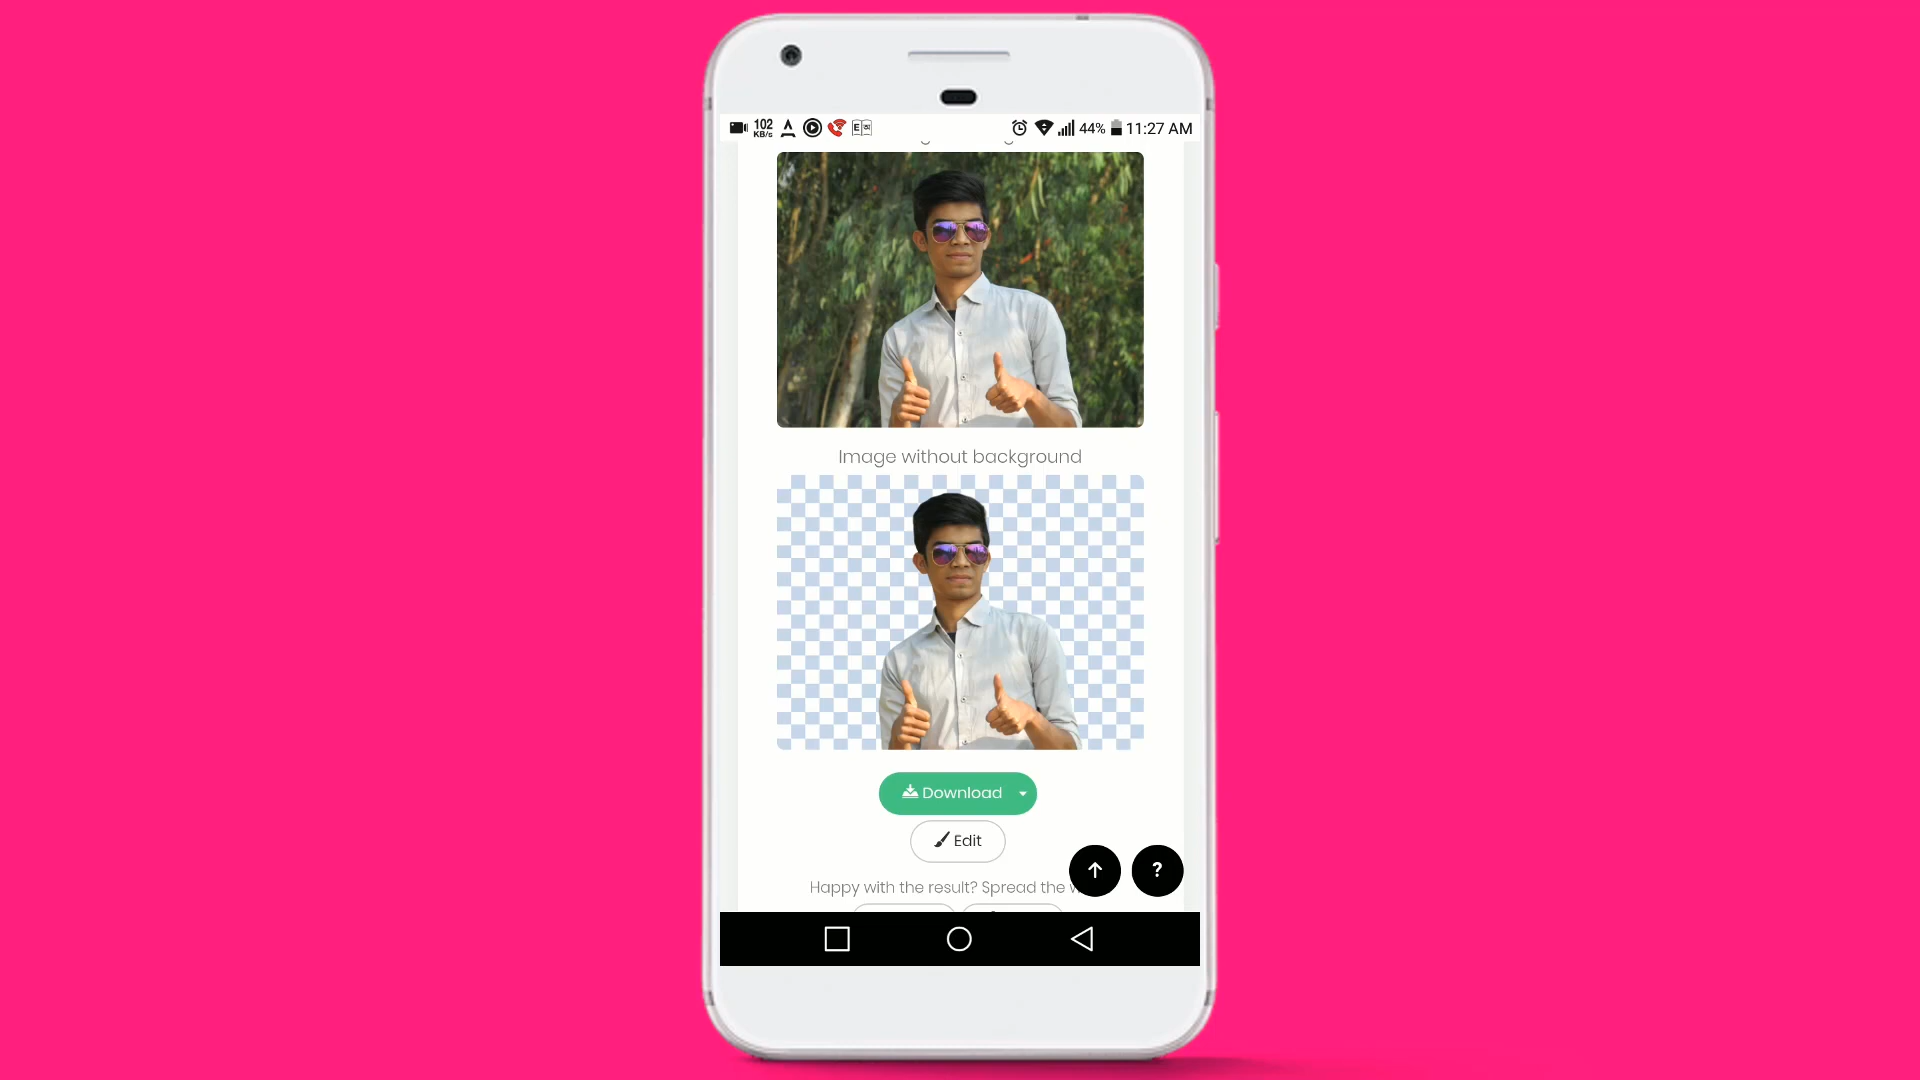 102 KB/s 44% 11:27 AM
Image without background
Download
Edit
?
Happy with the result? Spread the